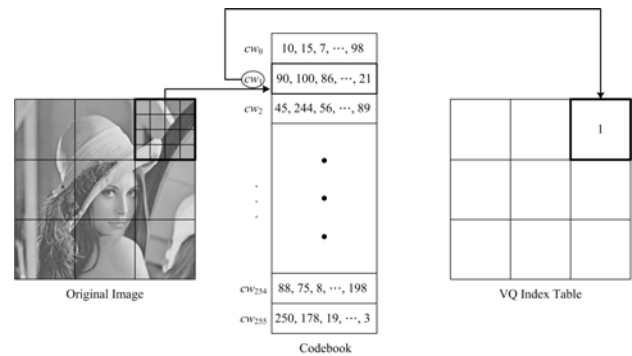 cw0 10, 15, 7, ⋯, 98
cw1 90, 100, 86, ⋯, 21
cw2 45, 244, 56, ⋯, 89
1
cw254 88, 75, 8, ⋯, 198
cw255 250, 178, 19, ⋯, 3
Original Image
VQ Index Table
Codebook